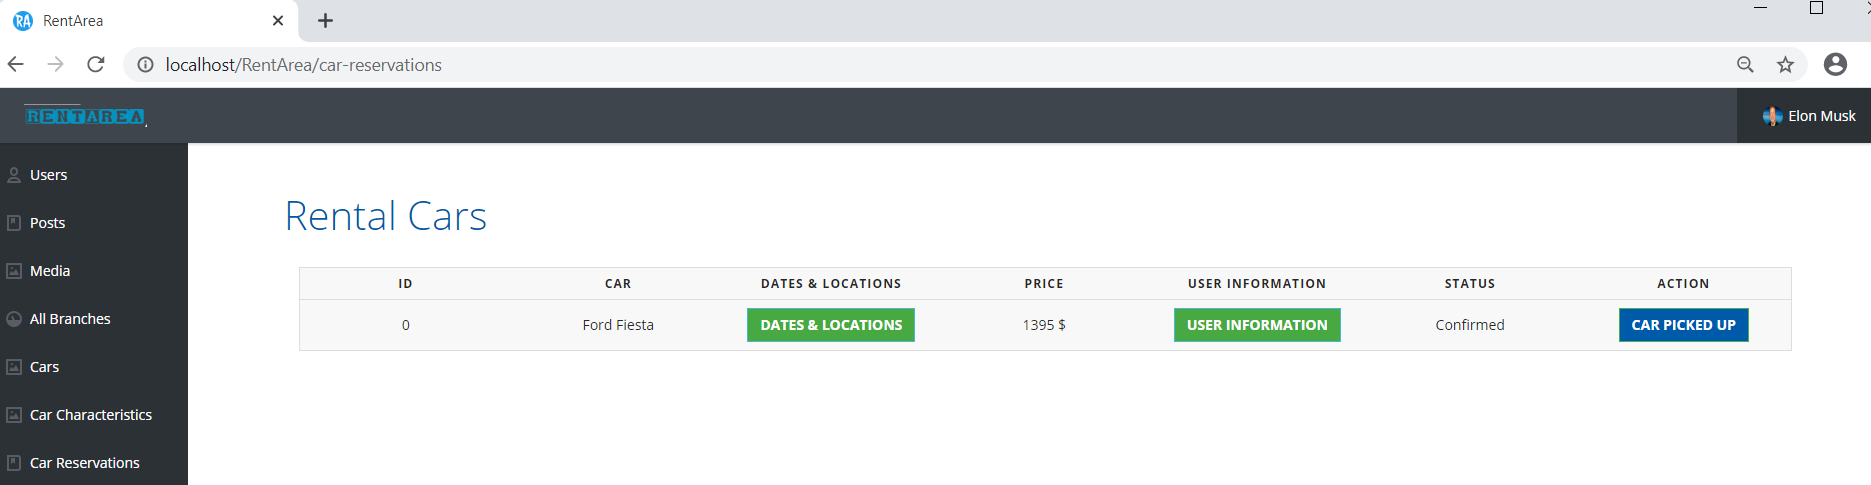 RentArea
localhost/RentArea/car-reservations
RENTAREA
Elon Musk
Users
Posts
Media
All Branches
Cars
Car Characteristics
Car Reservations
Rental Cars
ID CAR DATES & LOCATIONS PRICE USER INFORMATION STATUS ACTION
0 Ford Fiesta DATES & LOCATIONS 1395 $ USER INFORMATION Confirmed CAR PICKED UP